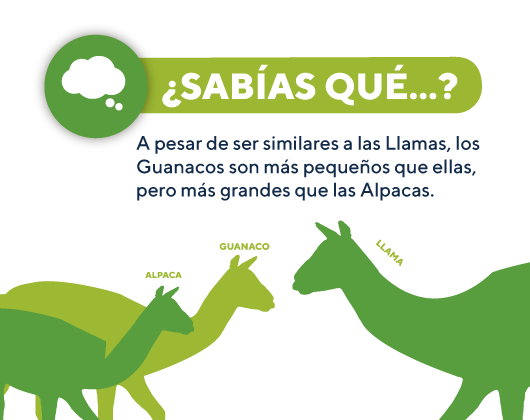 ¿SABÍAS QUÉ...?
A pesar de ser similares a las Llamas, los
Guanacos son más pequeños que ellas,
pero más grandes que las Alpacas.
GUANACO
LLAMA
ALPACA